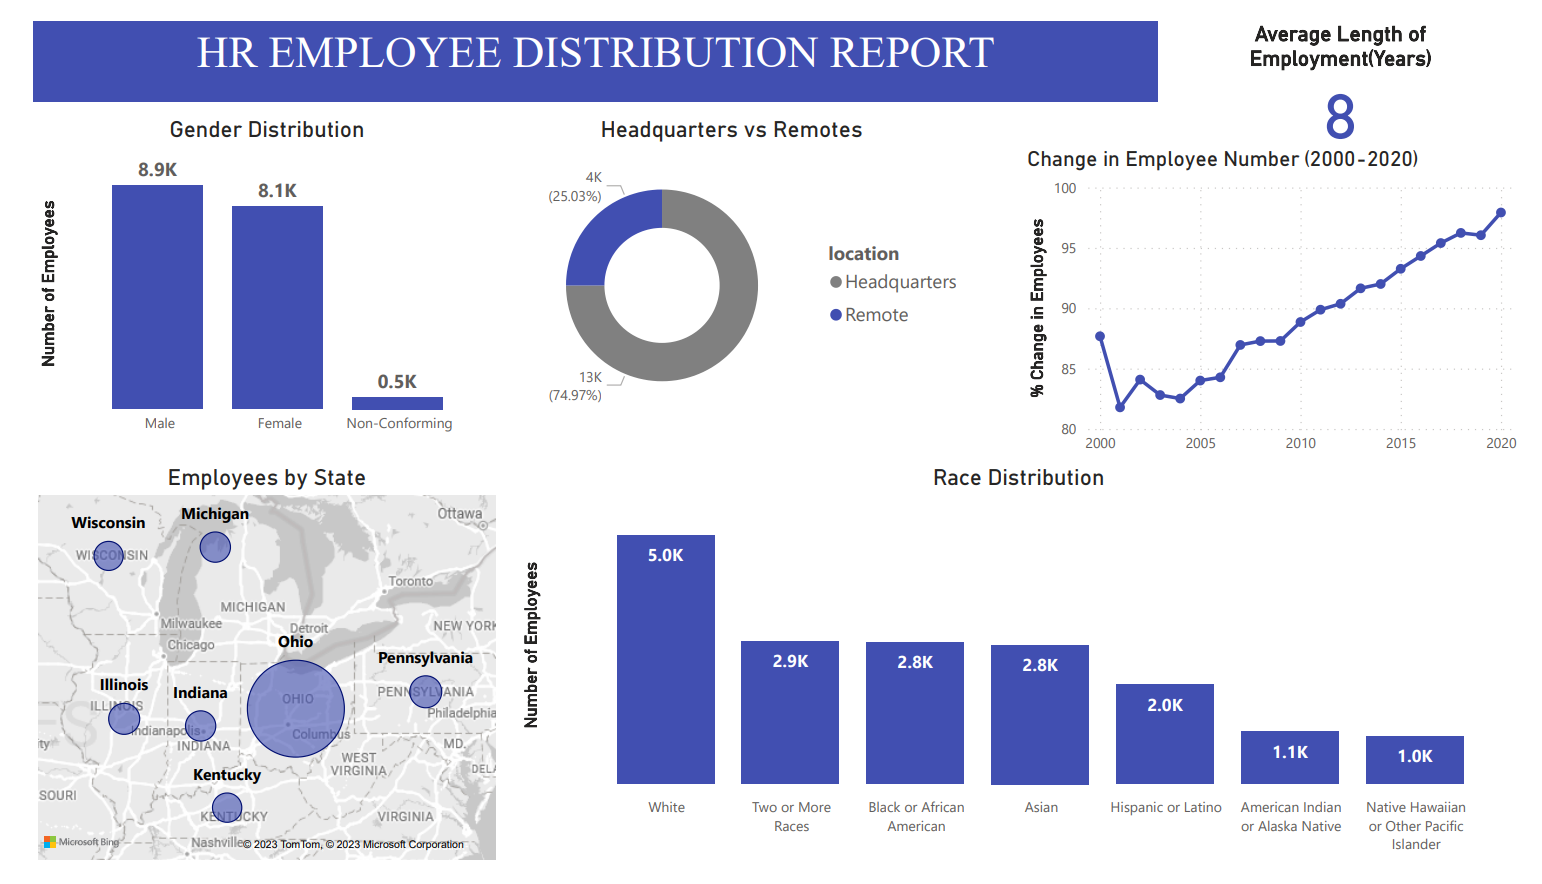 HR EMPLOYEE DISTRIBUTION REPORT
Average Length of
Employment(Years)
8
Gender Distribution
Number of Employees
8.9K
8.1K
0.5K
Male
Female
Non-Conforming
Headquarters vs Remotes
4K
(25.03%)
13K
(74.97%)
location
Headquarters
Remote
Change in Employee Number (2000-2020)
% Change in Employees
100
95
90
85
80
2000
2005
2010
2015
2020
Employees by State
Wisconsin
Michigan
Ottawa
WISCONSIN
Toronto
MICHIGAN
Milwaukee
Detroit
NEW YORK
Chicago
Ohio
Pennsylvania
Illinois
Indiana
OHIO
PENNSYLVANIA
ILLINOIS
Philadelphia
Indianapolis
Columbus
INDIANA
MD.
WEST
VIRGINIA
DELA
Kentucky
SOURI
KENTUCKY
VIRGINIA
Microsoft Bing
Nashville
© 2023 TomTom, © 2023 Microsoft Corporation
Race Distribution
Number of Employees
5.0K
2.9K
2.8K
2.8K
2.0K
1.1K
1.0K
White
Two or More
Races
Black or African
American
Asian
Hispanic or Latino
American Indian
or Alaska Native
Native Hawaiian
or Other Pacific
Islander